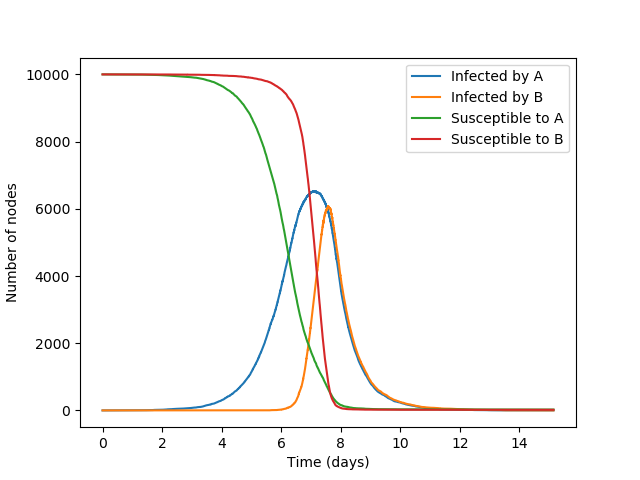 Infected by A
Infected by B
Susceptible to A
Susceptible to B
10000
8000
6000
4000
2000
0
Number of nodes
0 2 4 6 8 10 12 14
Time (days)